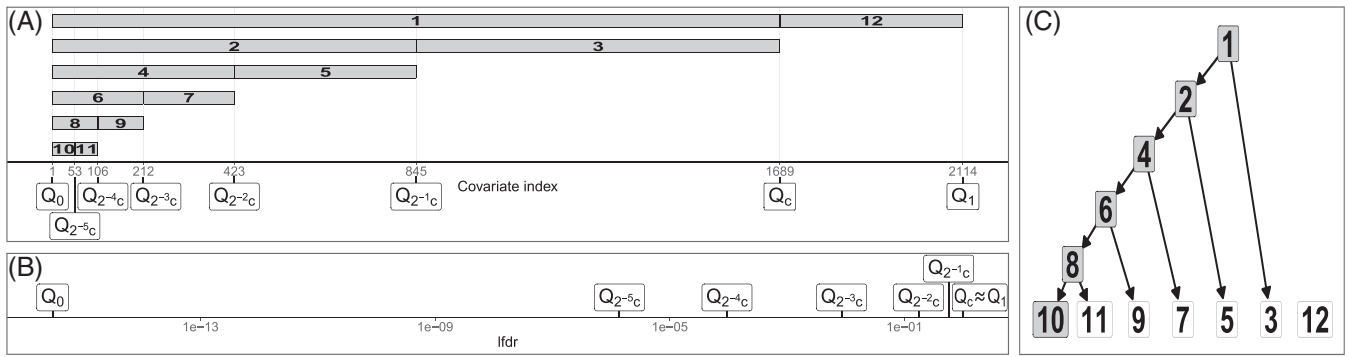 (A)
1 12
2 3
4 5
6 7
8 9
10 11
1 53 106 212 423 845 1689 2114
Covariate index
Q₀ Q₂₋₄c Q₂₋₃c Q₂₋₂c Q₂₋₁c Qc Q₁
Q₂₋₅c
(B)
Q₂₋₁c
Q₀ Q₂₋₅c Q₂₋₄c Q₂₋₃c Q₂₋₂c Qc≈Q₁
1e−13 1e−09 1e−05 1e−01
lfdr
(C)
1
2
4
6
8
10 11 9 7 5 3 12